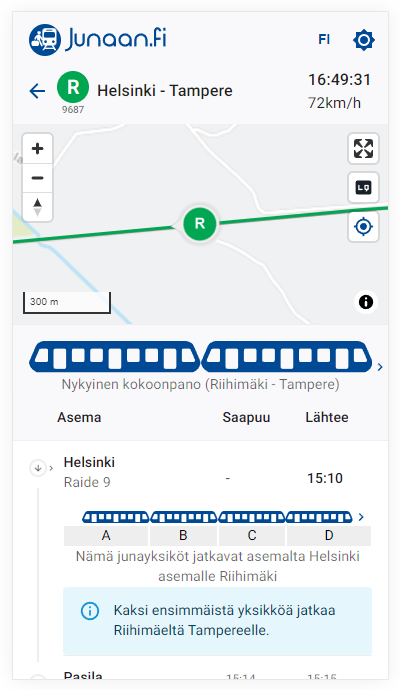 Junaan.fi FI
R Helsinki - Tampere 16:49:31
9687 72km/h
R
300 m
Nykyinen kokoonpano (Riihimäki - Tampere)
Asema Saapuu Lähtee
Helsinki
Raide 9 - 15:10
A B C D
Nämä junayksiköt jatkavat asemalta Helsinki
asemalle Riihimäki
Kaksi ensimmäistä yksikköä jatkaa
Riihimäeltä Tampereelle.
Pasila 15:14 15:15